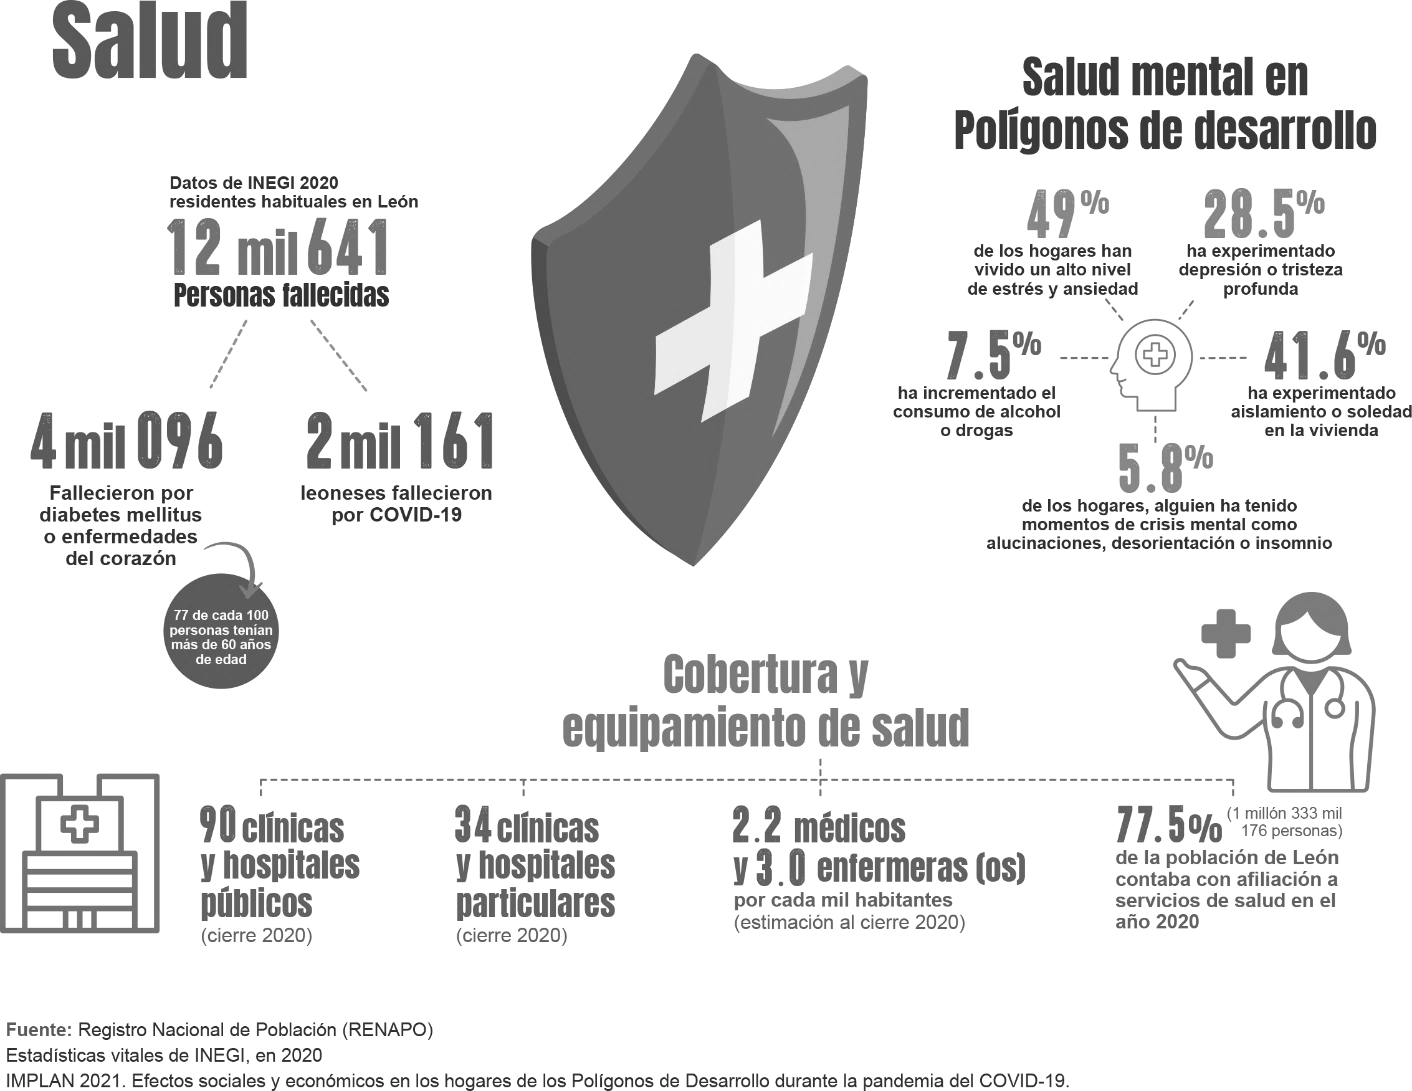 Salud
Datos de INEGI 2020
residentes habituales en León
12 mil 641
Personas fallecidas
4 mil 096
Fallecieron por
diabetes mellitus
o enfermedades
del corazón
77 de cada 100
personas tenían
más de 60 años
de edad
2 mil 161
leoneses fallecieron
por COVID-19
Salud mental en
Polígonos de desarrollo
49%
de los hogares han
vivido un alto nivel
de estrés y ansiedad
28.5%
ha experimentado
depresión o tristeza
profunda
7.5%
ha incrementado el
consumo de alcohol
o drogas
41.6%
ha experimentado
aislamiento o soledad
en la vivienda
5.8%
de los hogares, alguien ha tenido
momentos de crisis mental como
alucinaciones, desorientación o insomnio
Cobertura y
equipamiento de salud
90 clínicas
y hospitales
públicos
(cierre 2020)
34 clínicas
y hospitales
particulares
(cierre 2020)
2.2 médicos
y 3.0 enfermeras (os)
por cada mil habitantes
(estimación al cierre 2020)
77.5% (1 millón 333 mil
176 personas)
de la población de León
contaba con afiliación a
servicios de salud en el
año 2020
Fuente: Registro Nacional de Población (RENAPO)
Estadísticas vitales de INEGI, en 2020
IMPLAN 2021. Efectos sociales y económicos en los hogares de los Polígonos de Desarrollo durante la pandemia del COVID-19.